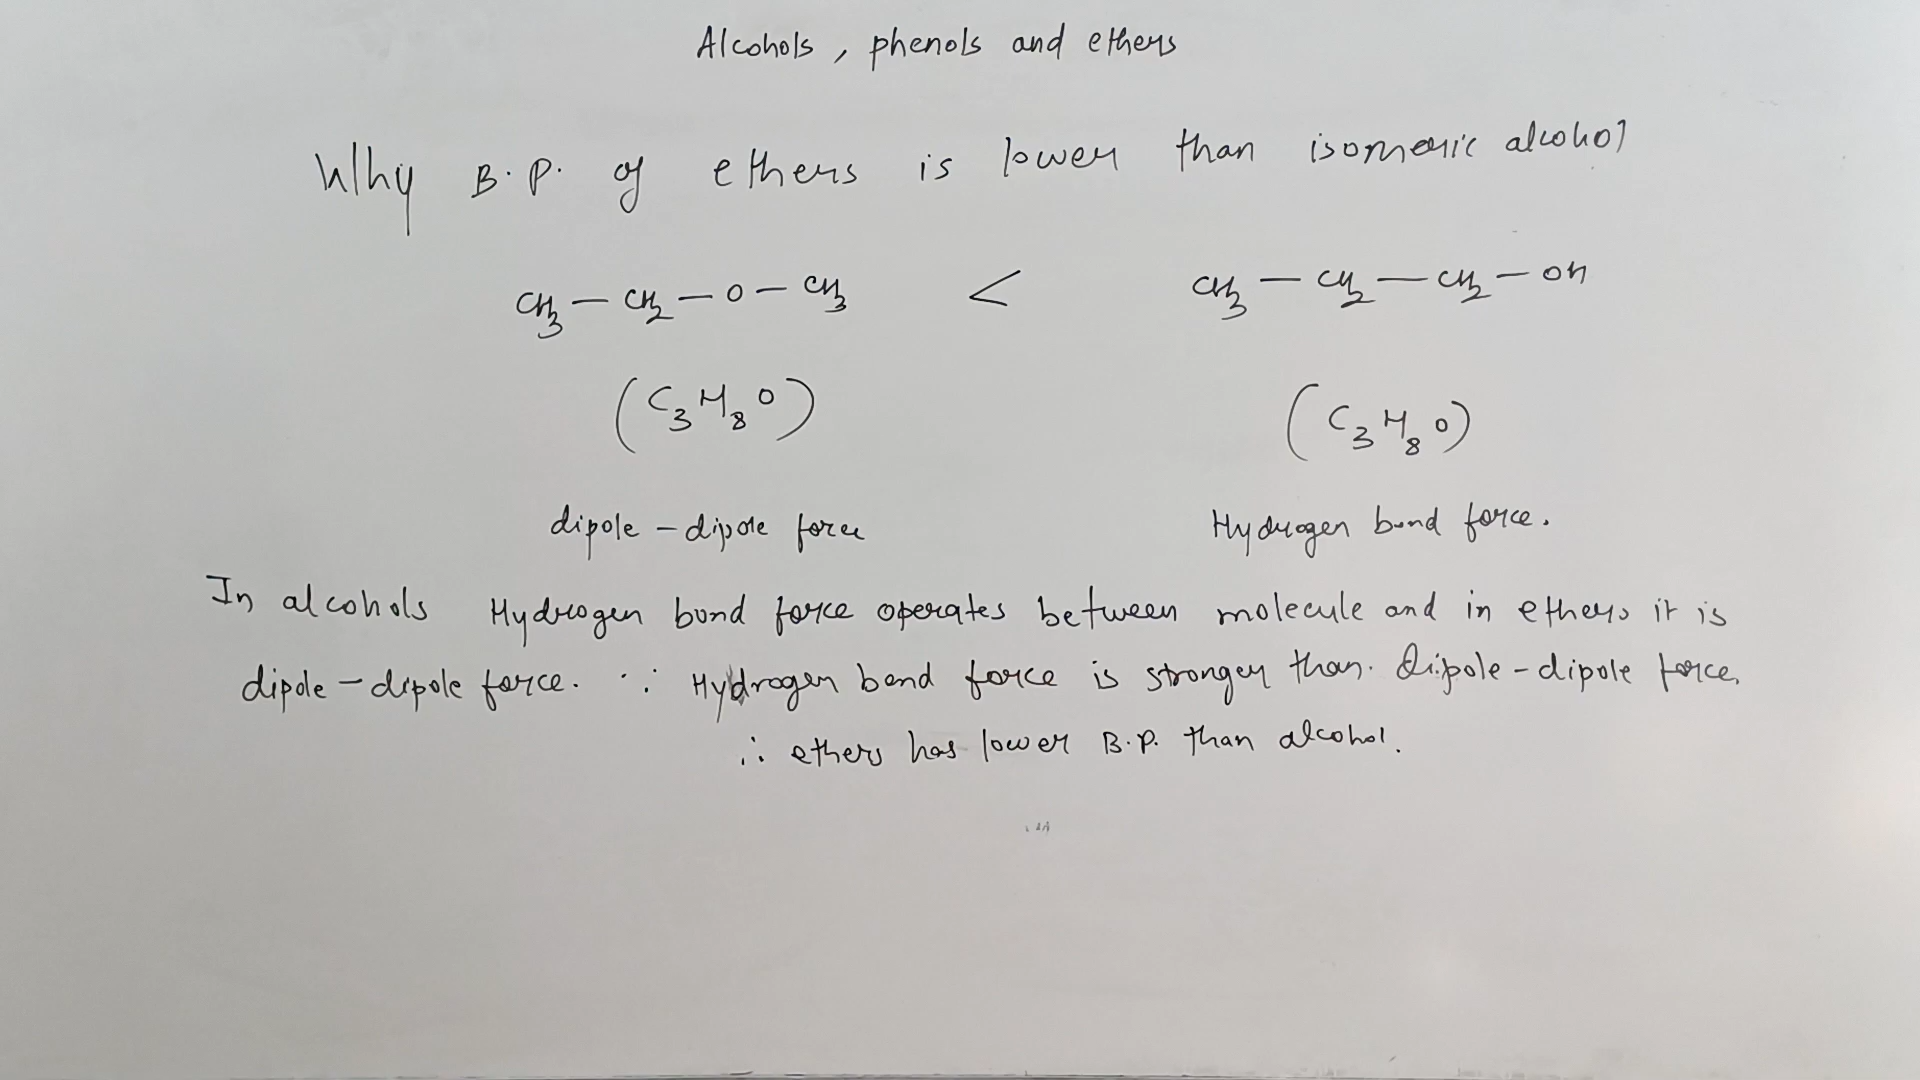 Alcohols, phenols and ethers
Why B.P. of ethers is lower than isomeric alcohol
CH₃ — CH₂ — O — CH₃ < CH₃ — CH₂ — CH₂ — OH
(C₃H₈O) (C₃H₈O)
dipole - dipole force Hydrogen bond force.
In alcohols Hydrogen bond force operates between molecule and in ethers it is
dipole - dipole force. ∵ Hydrogen bond force is stronger than. Dipole - dipole force.
∴ ethers has lower B.P. than alcohol.